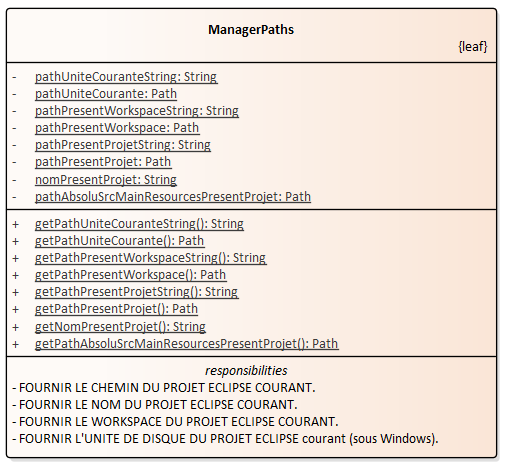 ManagerPaths
{leaf}
- pathUniteCouranteString: String
- pathUniteCourante: Path
- pathPresentWorkspaceString: String
- pathPresentWorkspace: Path
- pathPresentProjetString: String
- pathPresentProjet: Path
- nomPresentProjet: String
- pathAbsoluSrcMainResourcesPresentProjet: Path
+ getPathUniteCouranteString(): String
+ getPathUniteCourante(): Path
+ getPathPresentWorkspaceString(): String
+ getPathPresentWorkspace(): Path
+ getPathPresentProjetString(): String
+ getPathPresentProjet(): Path
+ getNomPresentProjet(): String
+ getPathAbsoluSrcMainResourcesPresentProjet(): Path
responsibilities
- FOURNIR LE CHEMIN DU PROJET ECLIPSE COURANT.
- FOURNIR LE NOM DU PROJET ECLIPSE COURANT.
- FOURNIR LE WORKSPACE DU PROJET ECLIPSE COURANT.
- FOURNIR L'UNITE DE DISQUE DU PROJET ECLIPSE courant (sous Windows).